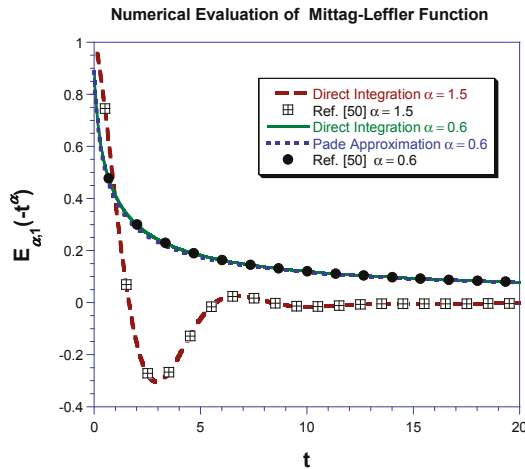 Numerical Evaluation of Mittag-Leffler Function
Direct Integration α = 1.5
Ref. [50] α = 1.5
Direct Integration α = 0.6
Pade Approximation α = 0.6
Ref. [50] α = 0.6
1
0.8
0.6
0.4
0.2
0
-0.2
-0.4
E_{α,1}(-t^α)
0 5 10 15 20
t